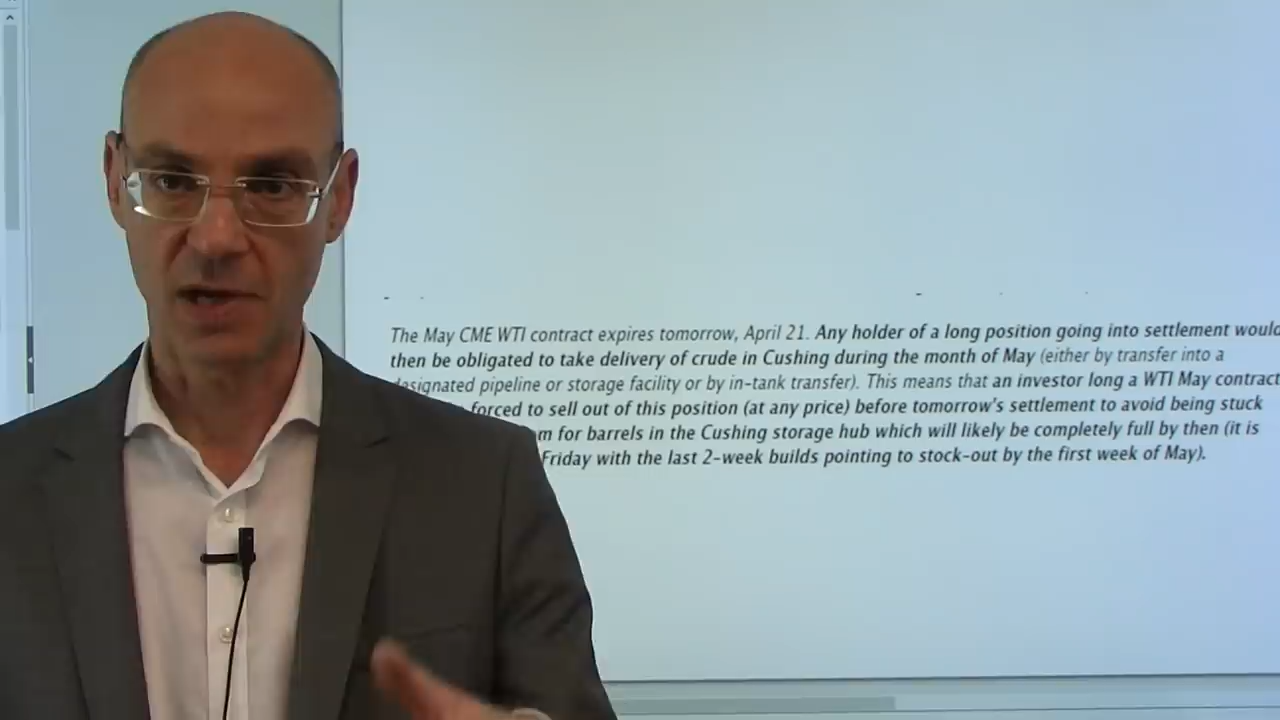 The May CME WTI contract expires tomorrow, April 21. Any holder of a long position going into settlement would
then be obligated to take delivery of crude in Cushing during the month of May (either by transfer into a
designated pipeline or storage facility or by in-tank transfer). This means that an investor long a WTI May contract
forced to sell out of this position (at any price) before tomorrow's settlement to avoid being stuck
for barrels in the Cushing storage hub which will likely be completely full by then (it is
Friday with the last 2-week builds pointing to stock-out by the first week of May).